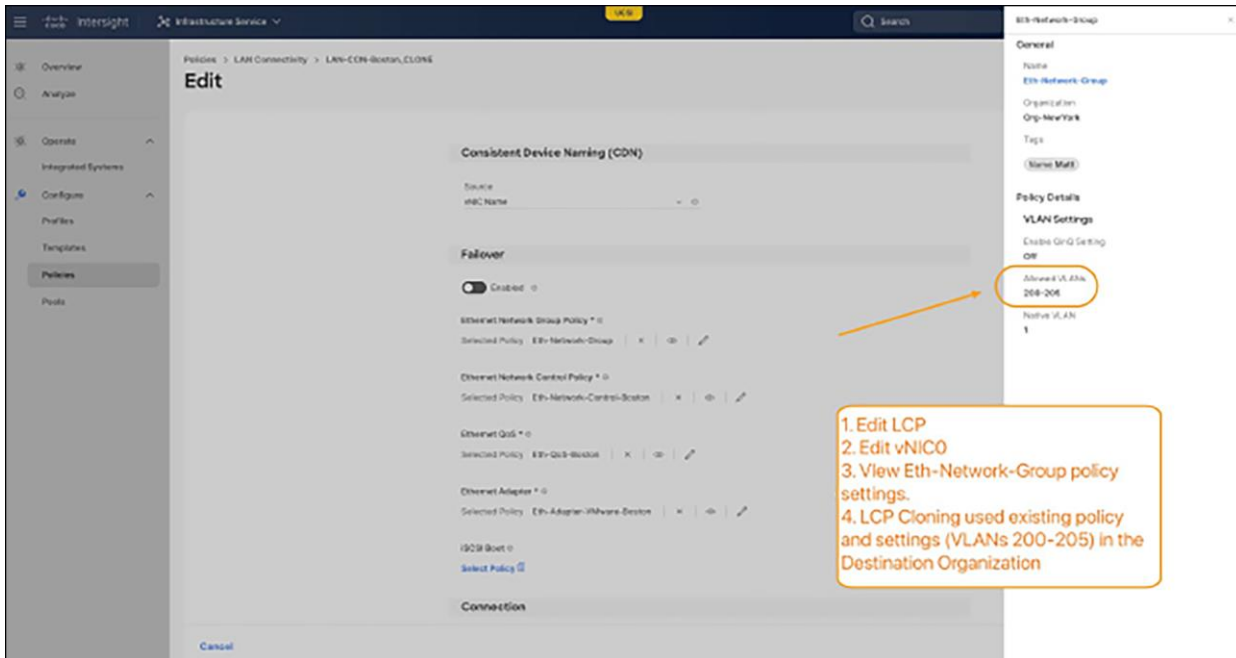 Intersight
Infrastructure Service
UCSI
Search
Overview
Analyze
Operate
Integrated Systems
Configure
Profiles
Templates
Policies
Pools
Policies > LAN Connectivity > LAN-CON-Boston_CLONE
Edit
Consistent Device Naming (CDN)
Source
vNIC Name
Failover
Enabled
Ethernet Network Group Policy *
Selected Policy Eth-Network-Group
Ethernet Network Control Policy *
Selected Policy Eth-Network-Control-Boston
Ethernet QoS *
Selected Policy Eth-QoS-Boston
Ethernet Adapter *
Selected Policy Eth-Adapter-VMware-Boston
iSCSI Boot
Select Policy
Connection
Cancel
Eth-Network-Group
General
Name
Eth-Network-Group
Organization
Org-NewYork
Tags
Name Matt
Policy Details
VLAN Settings
Enable QinQ Setting
Off
Allowed VLANs
200-205
Native VLAN
1
1. Edit LCP
2. Edit vNIC0
3. View Eth-Network-Group policy
settings.
4. LCP Cloning used existing policy
and settings (VLANs 200-205) in the
Destination Organization